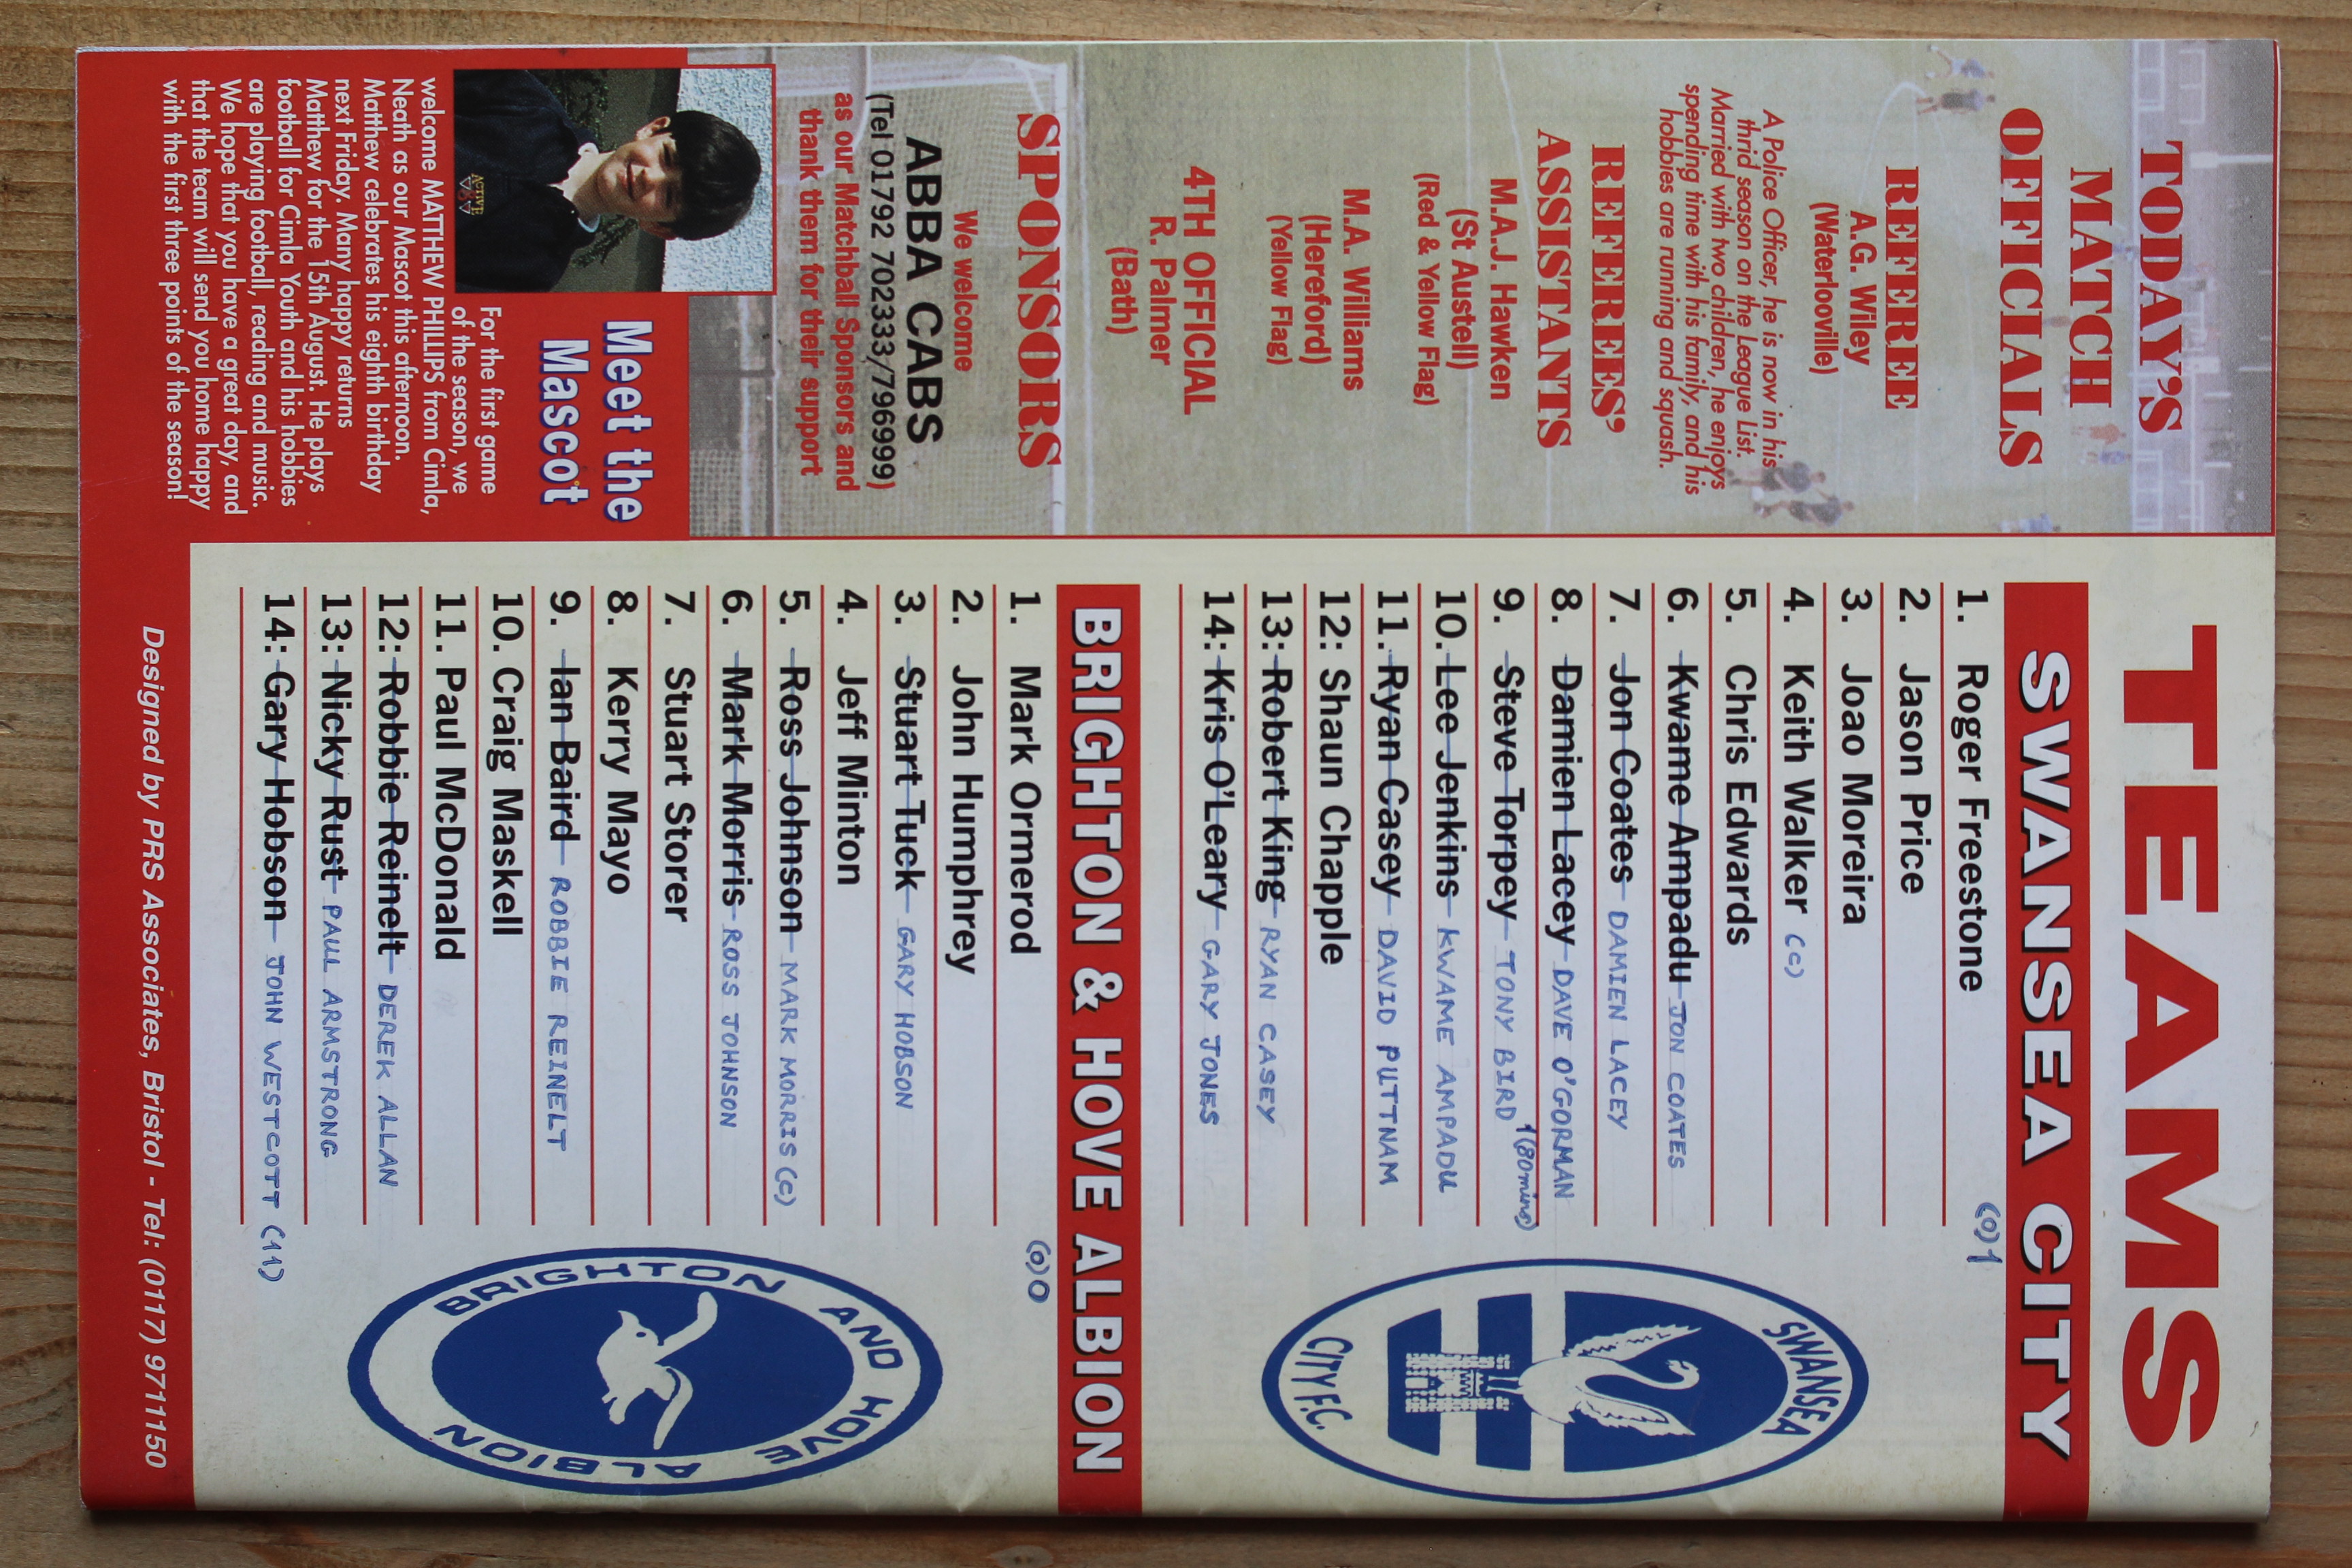 TODAY'S
MATCH
OFFICIALS
REFEREE
A.G. Wiley
(Waterlooville)
A Police Officer, he is now in his
thrid season on the League List.
Married with two children, he enjoys
spending time with his family, and his
hobbies are running and squash.
REFEREES'
ASSISTANTS
M.A.J. Hawken
(St Austell)
(Red & Yellow Flag)
M.A. Williams
(Hereford)
(Yellow Flag)
4TH OFFICIAL
R. Palmer
(Bath)
SPONSORS
We welcome
ABBA CABS
(Tel 01792 702333/796999)
as our Matchball Sponsors and
thank them for their support
ACTIVE
Meet the
Mascot
For the first game
of the season, we
welcome MATTHEW PHILLIPS from Cimla,
Neath as our Mascot this afternoon.
Matthew celebrates his eighth birthday
next Friday. Many happy returns
Matthew for the 15th August. He plays
football for Cimla Youth and his hobbies
are playing football, reading and music.
We hope that you have a great day, and
that the team will send you home happy
with the first three points of the season!
TEAMS
SWANSEA CITY
(0) 1
1. Roger Freestone
2. Jason Price
3. Joao Moreira
4. Keith Walker (C)
5. Chris Edwards
6. Kwame Ampadu JON COATES
7. Jon Coates DAMIEN LACEY
8. Damien Lacey DAVE O'GORMAN
9. Steve Torpey TONY BIRD 1(80mins)
10. Lee Jenkins KWAME AMPADU
11. Ryan Casey DAVID PUTTNAM
12: Shaun Chapple
13: Robert King RYAN CASEY
14: Kris O'Leary GARY JONES
SWANSEA
CITY F.C.
BRIGHTON & HOVE ALBION
(0) 0
1. Mark Ormerod
2. John Humphrey
3. Stuart Tuck GARY HOBSON
4. Jeff Minton
5. Ross Johnson MARK MORRIS (C)
6. Mark Morris ROSS JOHNSON
7. Stuart Storer
8. Kerry Mayo
9. Ian Baird ROBBIE REINELT
10. Craig Maskell
11. Paul McDonald
12: Robbie Reinelt DEREK ALLAN
13: Nicky Rust PAUL ARMSTRONG
14: Gary Hobson JOHN WESTCOTT (11)
BRIGHTON AND HOVE ALBION
Designed by PRS Associates, Bristol - Tel: (0117) 9711150